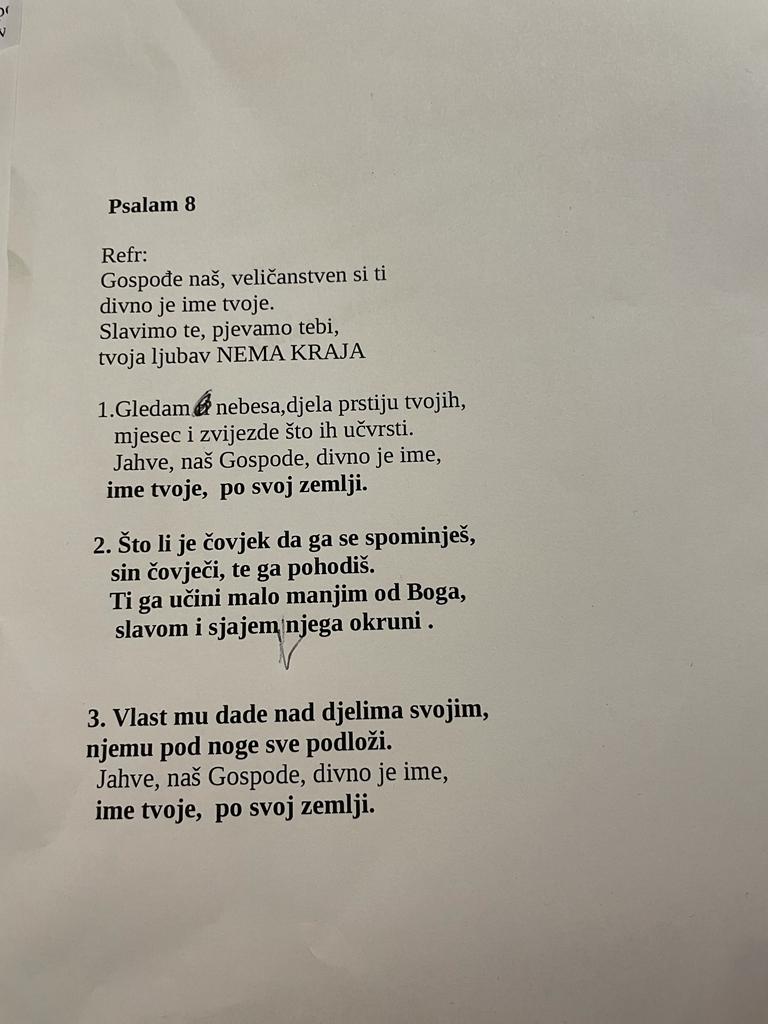 Psalam 8
Refr:
Gospođe naš, veličanstven si ti
divno je ime tvoje.
Slavimo te, pjevamo tebi,
tvoja ljubav NEMA KRAJA
1.Gledam nebesa,djela prstiju tvojih,
mjesec i zvijezde što ih učvrsti.
Jahve, naš Gospode, divno je ime,
ime tvoje, po svoj zemlji.
2. Što li je čovjek da ga se spominješ,
sin čovječi, te ga pohodiš.
Ti ga učini malo manjim od Boga,
slavom i sjajem njega okruni .
3. Vlast mu dade nad djelima svojim,
njemu pod noge sve podloži.
Jahve, naš Gospode, divno je ime,
ime tvoje, po svoj zemlji.